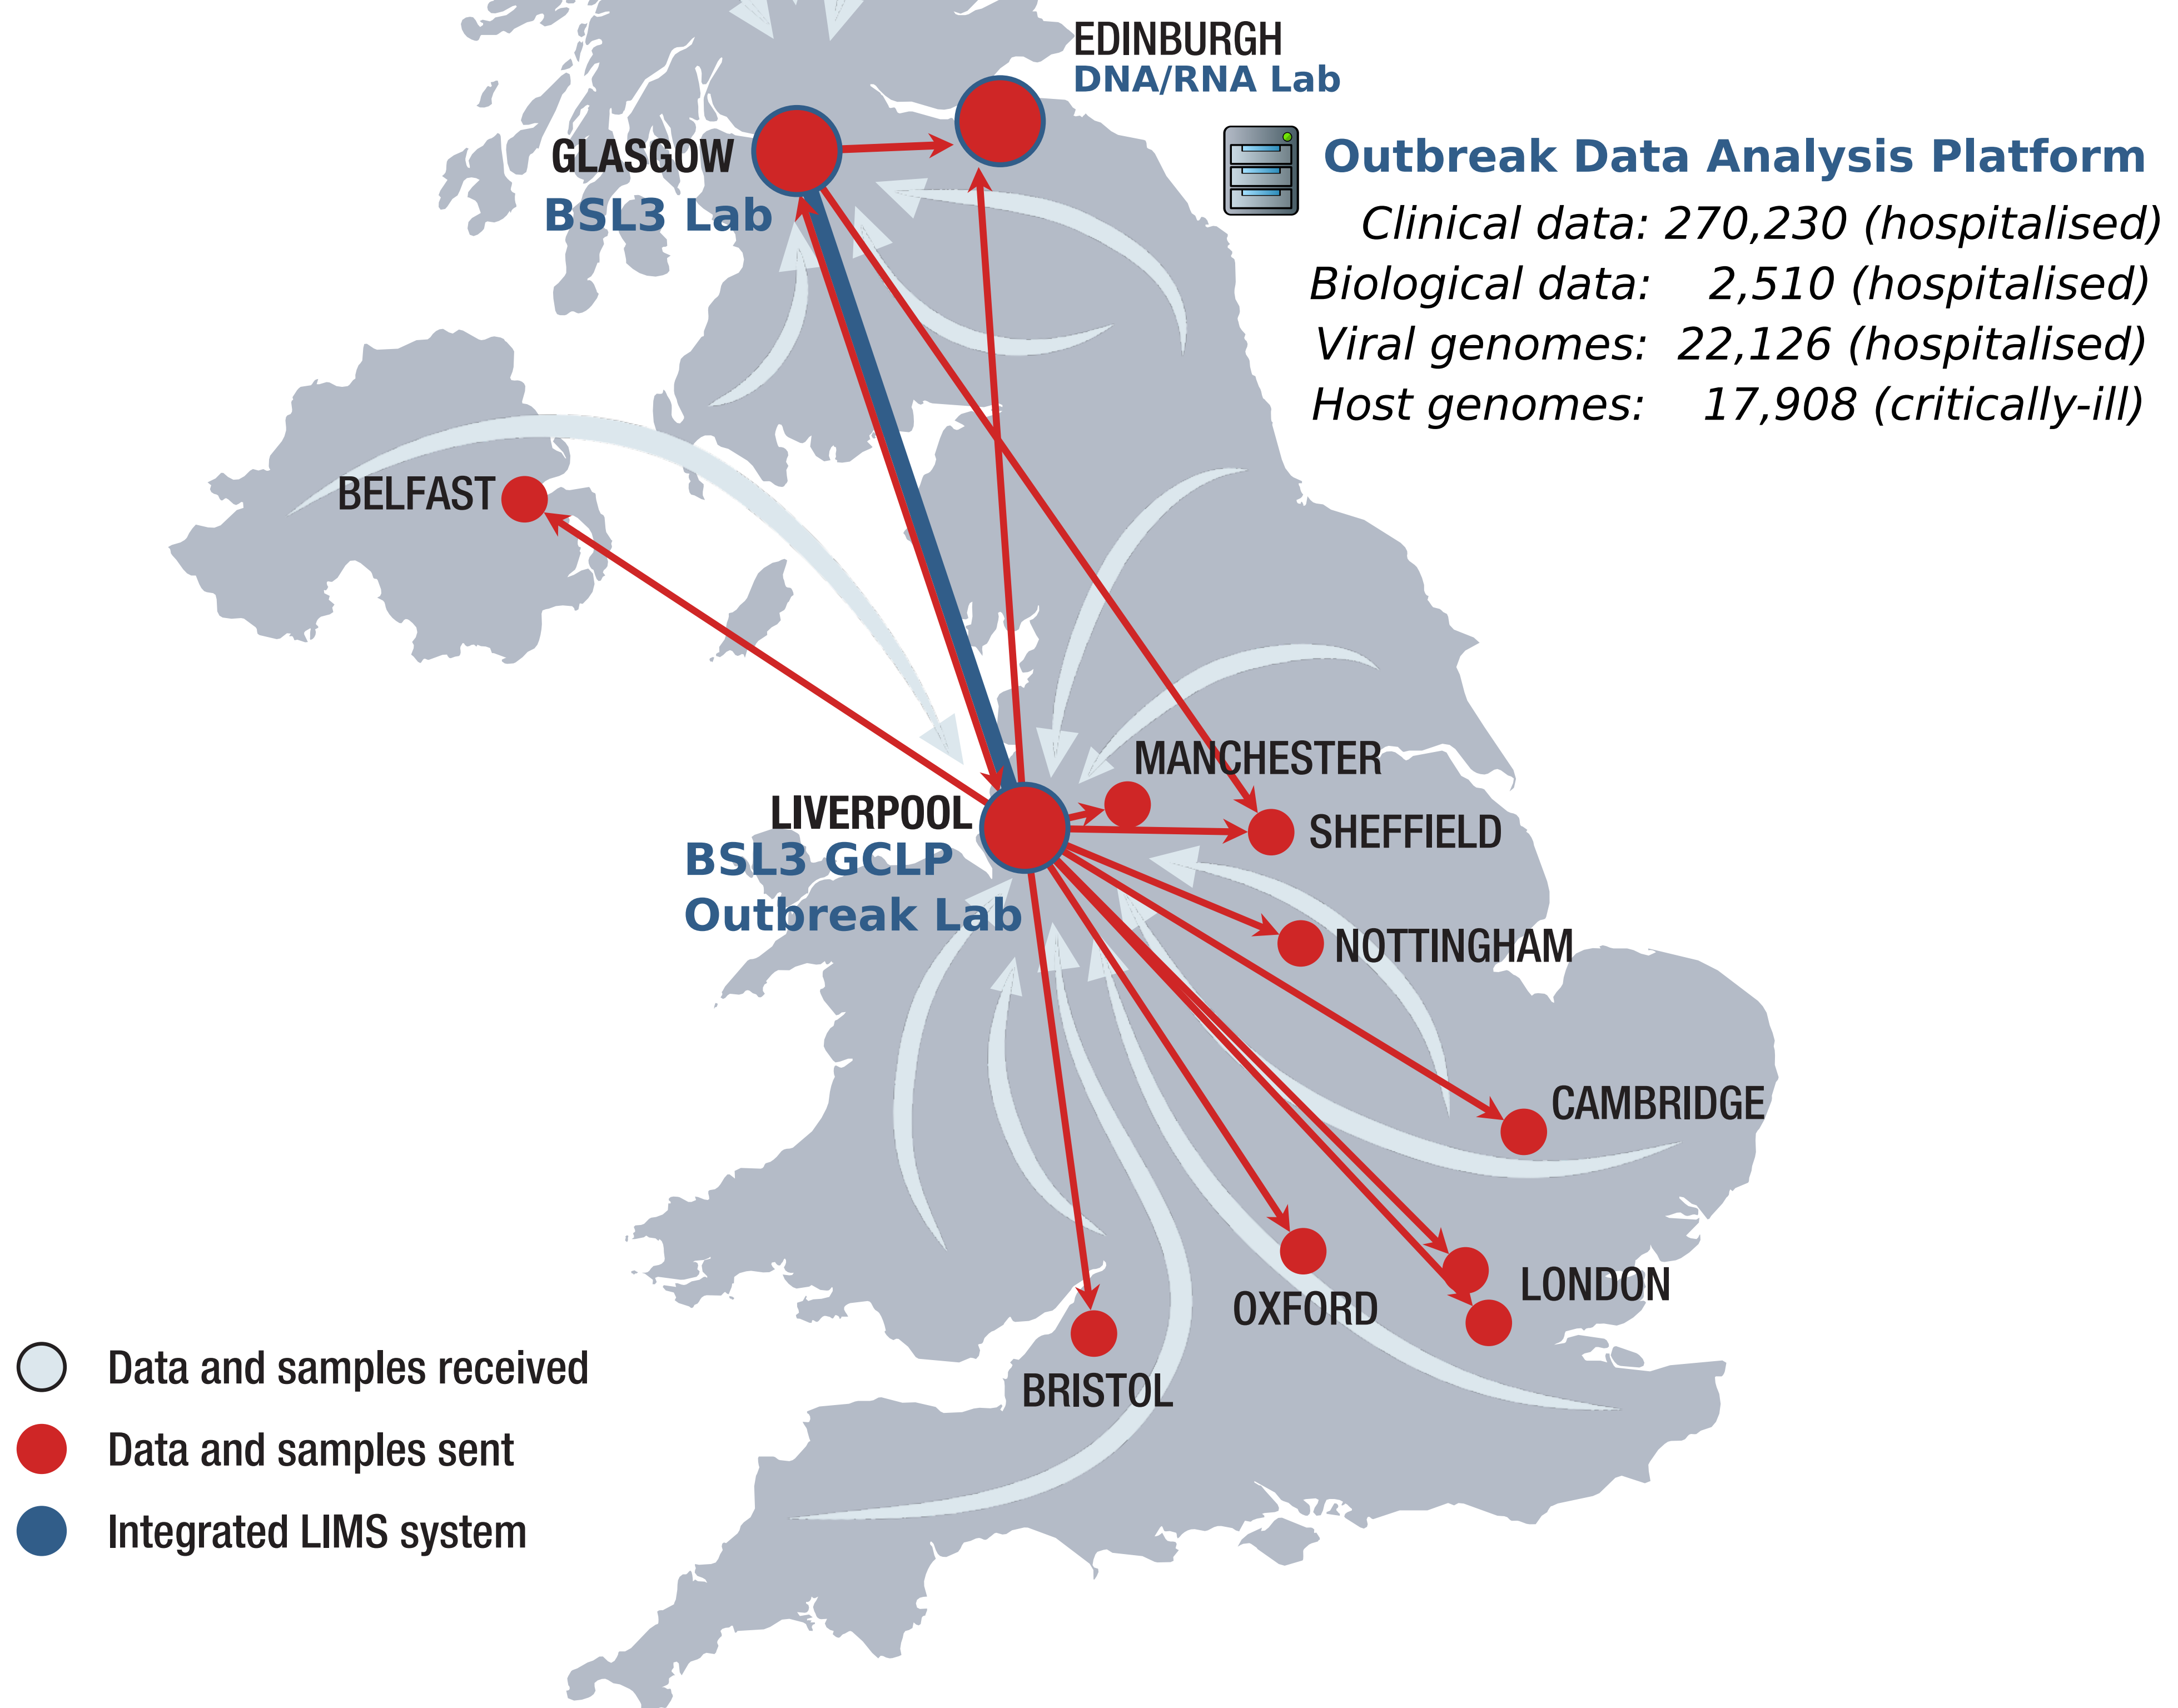 EDINBURGH
DNA/RNA Lab
GLASGOW
BSL3 Lab
Outbreak Data Analysis Platform
Clinical data: 270,230 (hospitalised)
Biological data: 2,510 (hospitalised)
Viral genomes: 22,126 (hospitalised)
Host genomes: 17,908 (critically-ill)
BELFAST
MANCHESTER
LIVERPOOL
BSL3 GCLP
Outbreak Lab
SHEFFIELD
NOTTINGHAM
CAMBRIDGE
LONDON
OXFORD
BRISTOL
Data and samples received
Data and samples sent
Integrated LIMS system